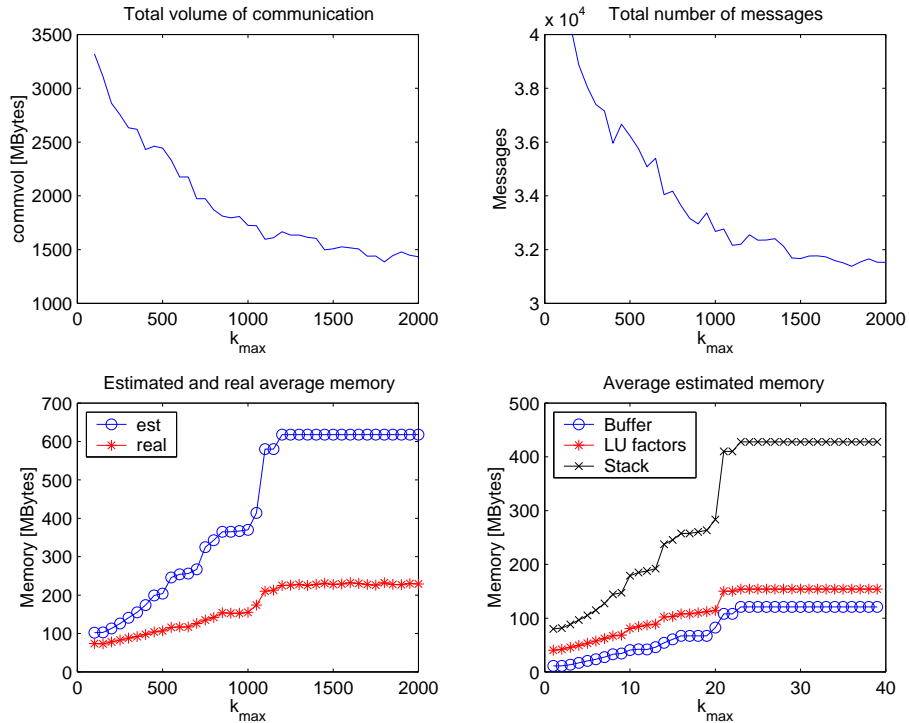 Total volume of communication
3500
3000
2500
2000
1500
1000
commvol [MBytes]
0 500 1000 1500 2000
k_max
Total number of messages
x 10^4
4
3.8
3.6
3.4
3.2
3
Messages
0 500 1000 1500 2000
k_max
Estimated and real average memory
700
600
500
400
300
200
100
0
Memory [MBytes]
est
real
0 500 1000 1500 2000
k_max
Average estimated memory
500
400
300
200
100
0
Memory [MBytes]
Buffer
LU factors
Stack
0 10 20 30 40
k_max